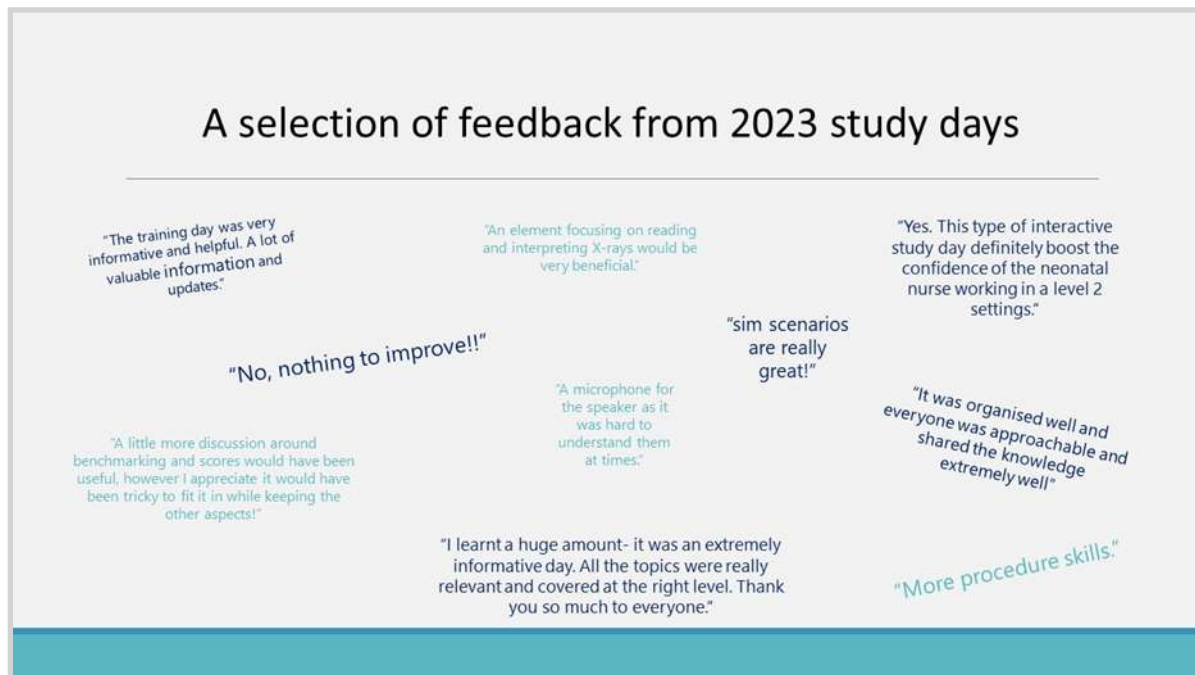 A selection of feedback from 2023 study days
“The training day was very
informative and helpful. A lot of
valuable information and
updates.”
“An element focusing on reading
and interpreting X-rays would be
very beneficial.”
“Yes. This type of interactive
study day definitely boost the
confidence of the neonatal
nurse working in a level 2
settings.”
“No, nothing to improve!!”
“sim scenarios
are really
great!”
“A microphone for
the speaker as it
was hard to
understand them
at times.”
“It was organised well and
everyone was approachable and
shared the knowledge
extremely well”
“A little more discussion around
benchmarking and scores would have been
useful, however I appreciate it would have
been tricky to fit it in while keeping the
other aspects!”
“I learnt a huge amount- it was an extremely
informative day. All the topics were really
relevant and covered at the right level. Thank
you so much to everyone.”
“More procedure skills.”